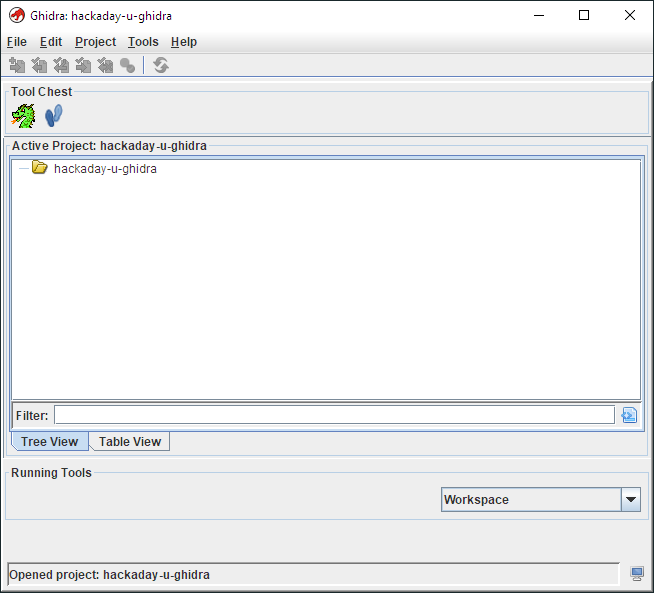 Ghidra: hackaday-u-ghidra
File Edit Project Tools Help
Tool Chest
Active Project: hackaday-u-ghidra
hackaday-u-ghidra
Filter:
Tree View Table View
Running Tools
Workspace
Opened project: hackaday-u-ghidra